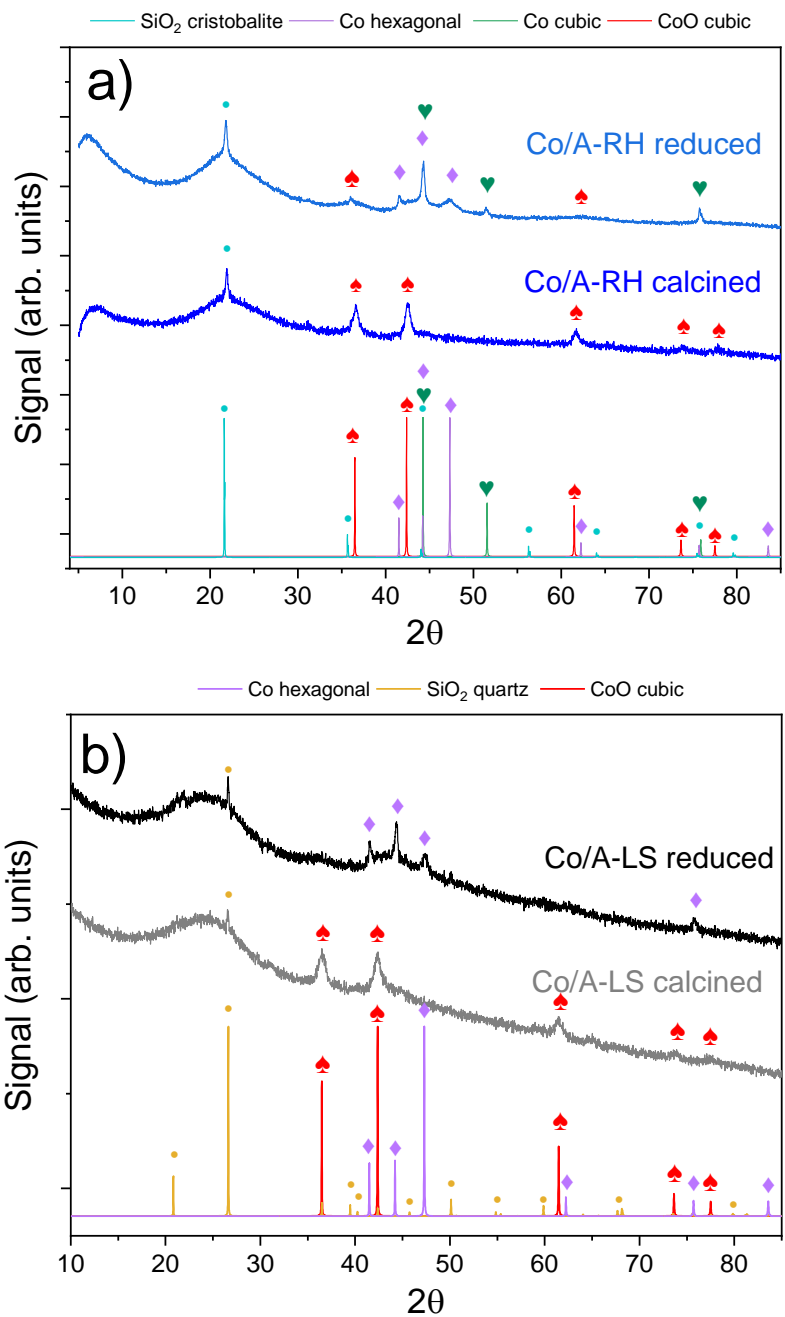 SiO2 cristobalite Co hexagonal Co cubic CoO cubic
a)
Co/A-RH reduced
Co/A-RH calcined
Signal (arb. units)
10 20 30 40 50 60 70 80
2θ
Co hexagonal SiO2 quartz CoO cubic
b)
Co/A-LS reduced
Co/A-LS calcined
Signal (arb. units)
10 20 30 40 50 60 70 80
2θ